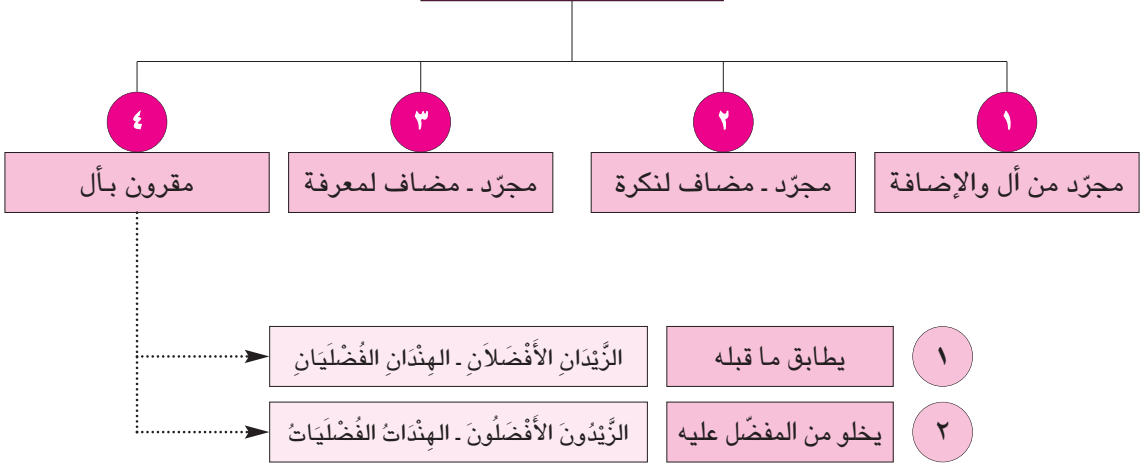 ١
مجرّد من أل والإضافة
٢
مجرّد ـ مضاف لنكرة
٣
مجرّد ـ مضاف لمعرفة
٤
مقرون بـأل
١
يطابق ما قبله
الزَّيْدَانِ الأَفْضَلاَنِ ـ الهِنْدَانِ الفُضْلَيَانِ
٢
يخلو من المفضّل عليه
الزَّيْدُونَ الأَفْضَلُونَ ـ الهِنْدَاتُ الفُضْلَيَاتُ